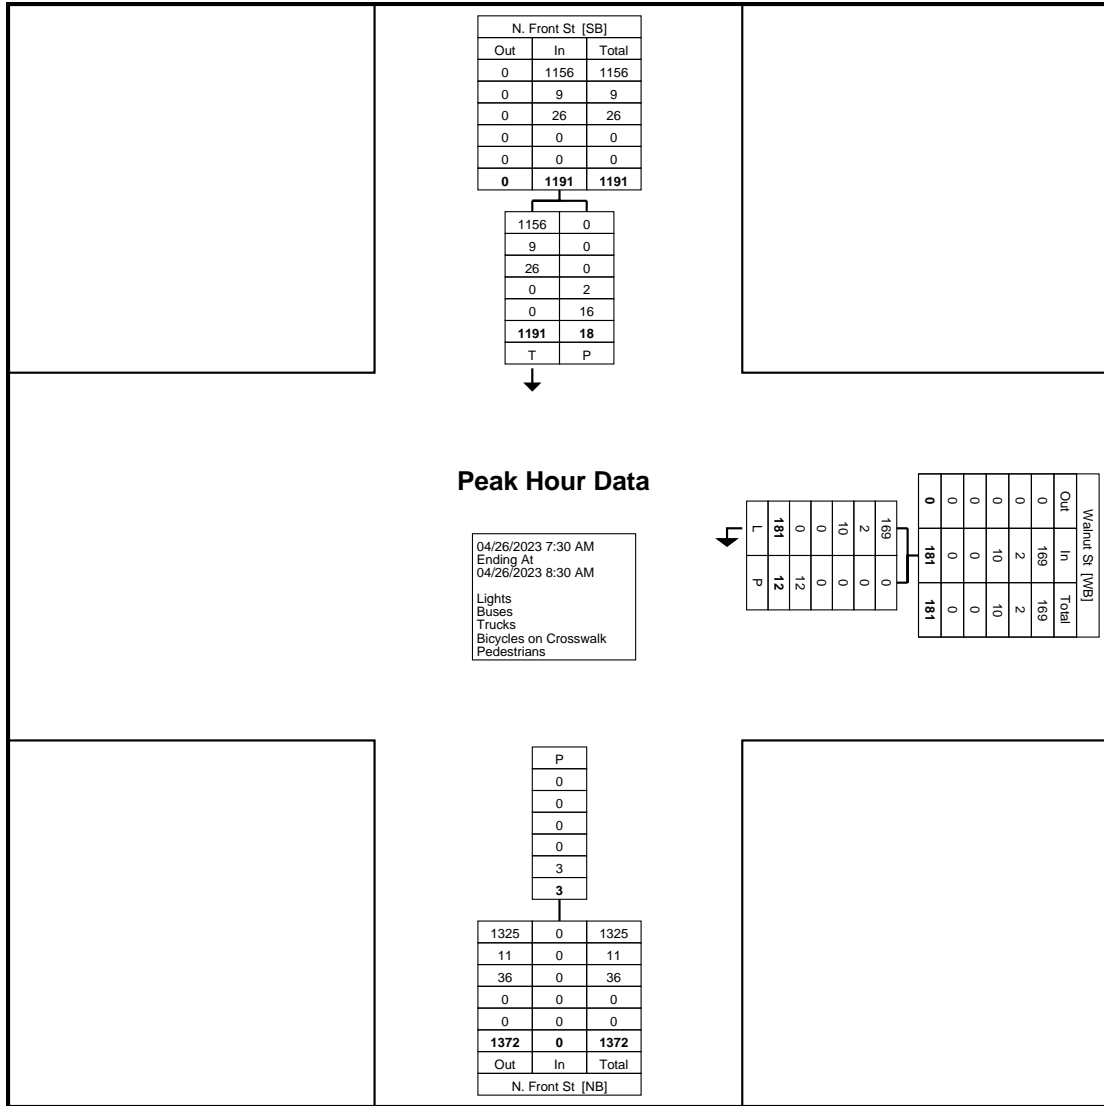 N. Front St [SB]
Out In Total
0 1156 1156
0 9 9
0 26 26
0 0 0
0 0 0
0 1191 1191
1156 0
9 0
26 0
0 2
0 16
1191 18
T P
Peak Hour Data
04/26/2023 7:30 AM
Ending At
04/26/2023 8:30 AM
Lights
Buses
Trucks
Bicycles on Crosswalk
Pedestrians
Walnut St [WB]
Out In Total
0 169 169
0 2 2
0 10 10
0 0 0
0 0 0
0 181 181
169 0
2 0
10 0
0 0
0 12
181 12
L P
P
0
0
0
0
3
3
1325 0 1325
11 0 11
36 0 36
0 0 0
0 0 0
1372 0 1372
Out In Total
N. Front St [NB]